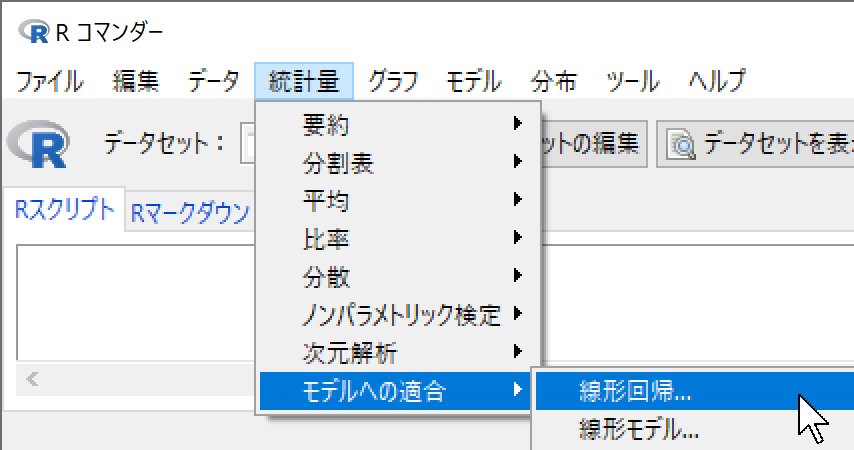 R コマンダー
ファイル 編集 データ 統計量 グラフ モデル 分布 ツール ヘルプ
R データセット： ットの編集 データセットを表
Rスクリプト Rマークダウン
要約
分割表
平均
比率
分散
ノンパラメトリック検定
次元解析
モデルへの適合
線形回帰...
線形モデル...